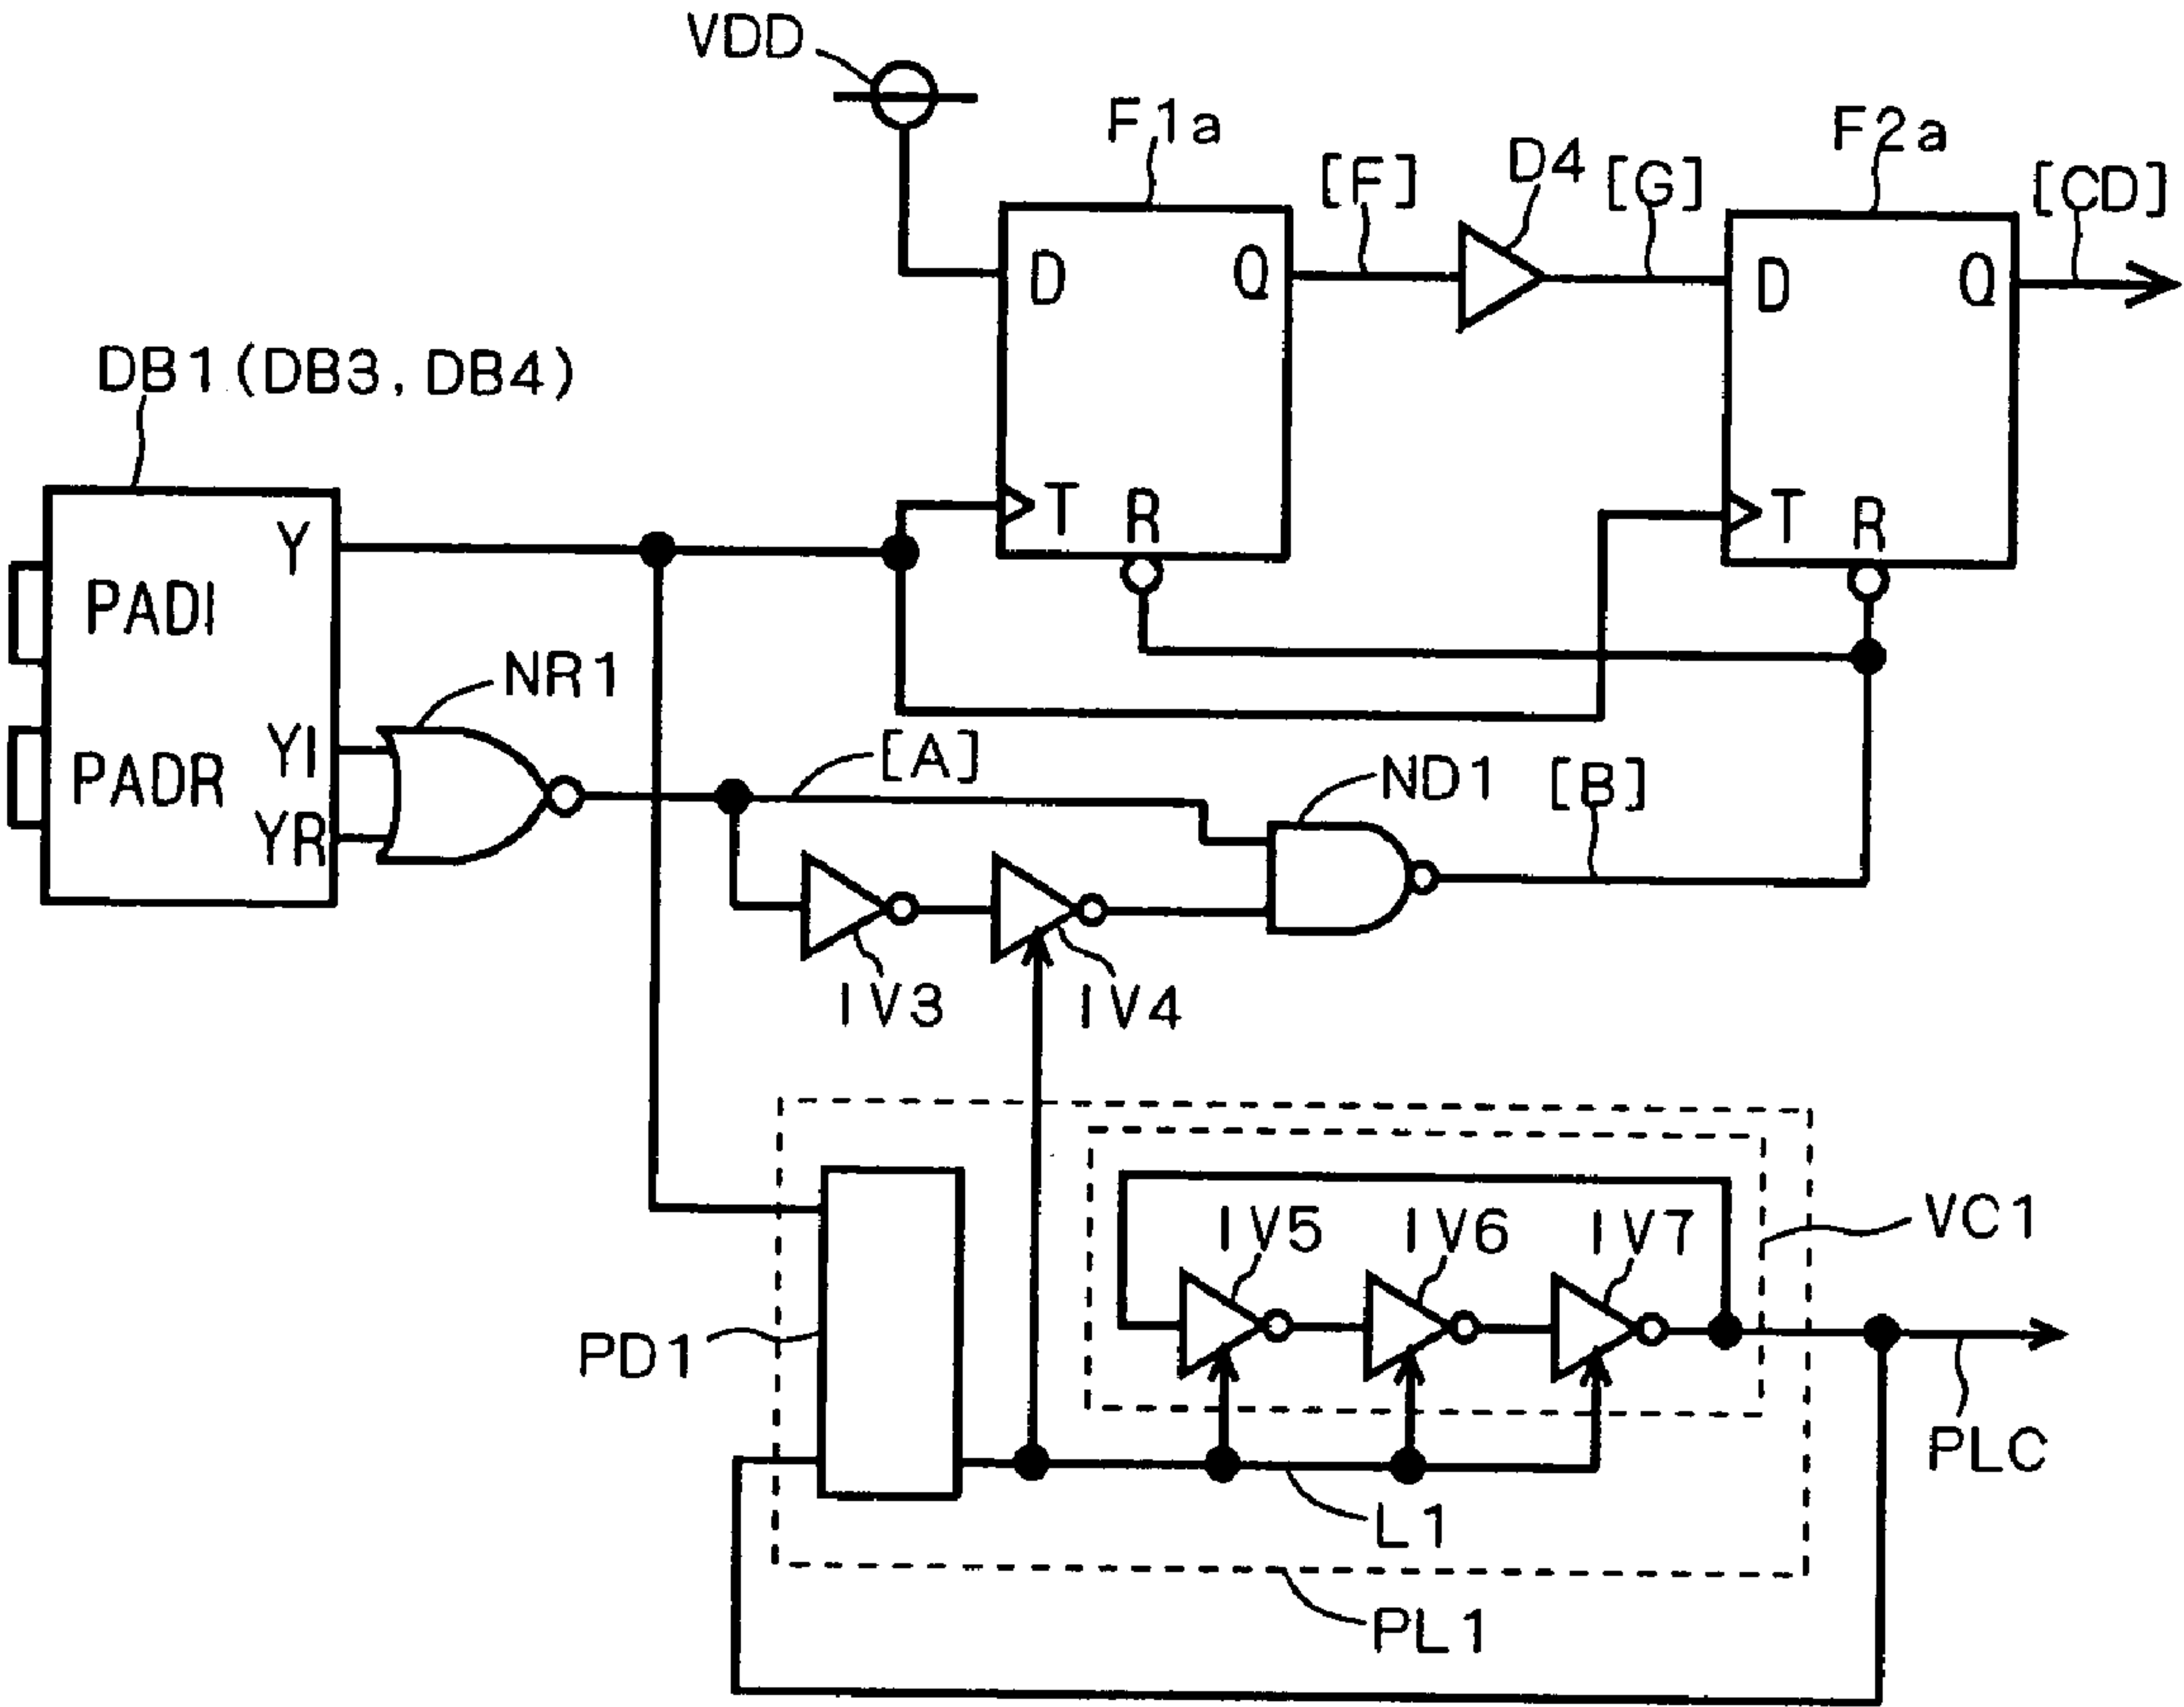 VDD
F1a
[F]
D4
[G]
F2a
[CD]
D
Q
D
Q
DB1(DB3,DB4)
T
R
T
R
Y
PADI
NR1
YI
PADR
YR
[A]
ND1
[B]
IV3
IV4
IV5
IV6
IV7
VC1
PD1
PLC
L1
PL1